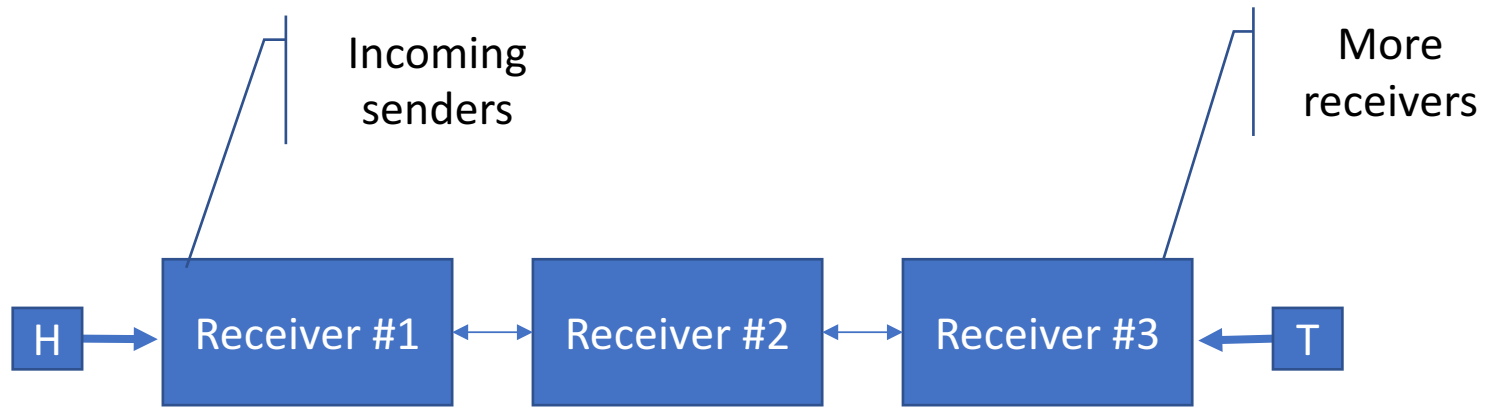 Incoming
senders
More
receivers
H
Receiver #1
Receiver #2
Receiver #3
T